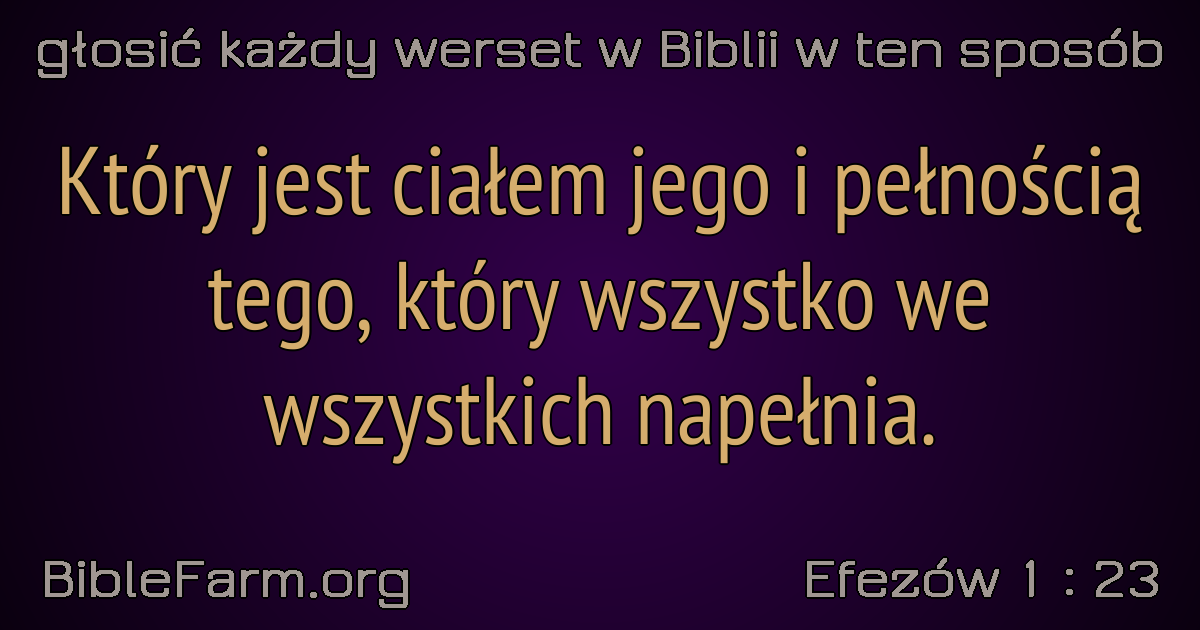 głosić każdy werset w Biblii w ten sposób
Który jest ciałem jego i pełnością
tego, który wszystko we
wszystkich napełnia.
BibleFarm.org
Efezów 1 : 23